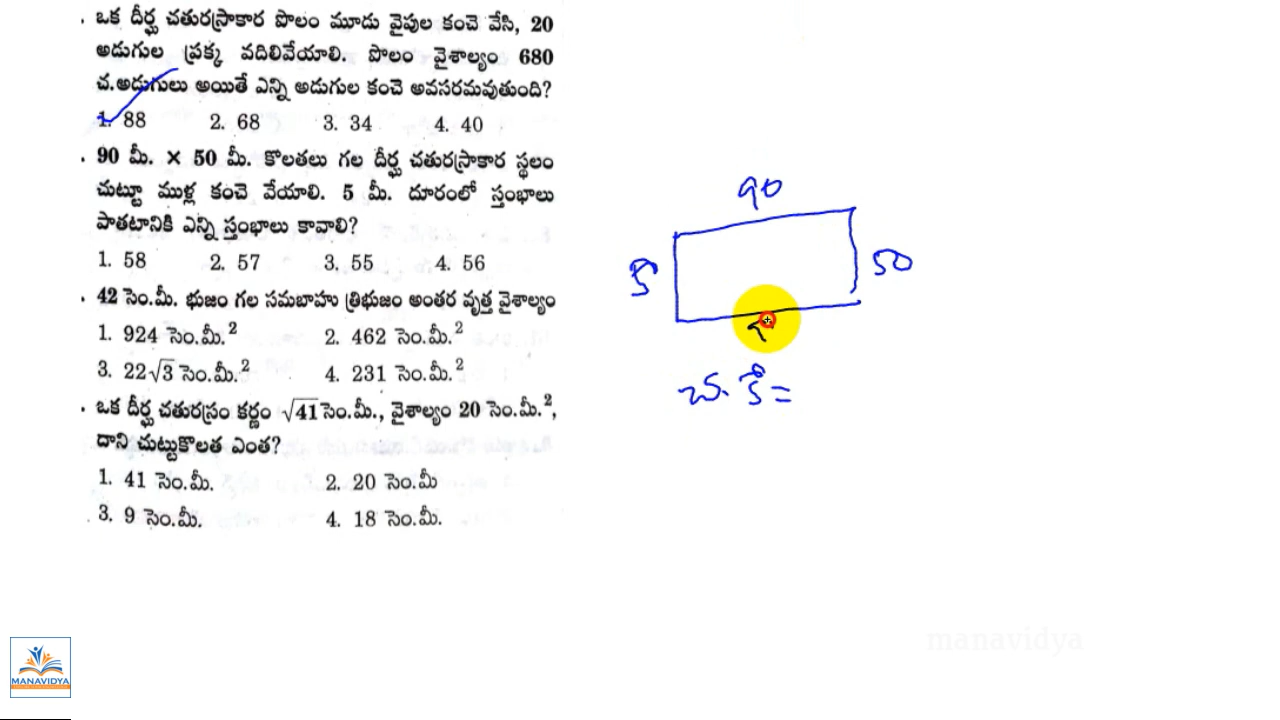 . ఒక దీర్ఘ చతురస్రాకార పొలం మూడు వైపుల కంచె వేసి, 20
అడుగుల ప్రక్క వదిలివేయాలి. పొలం వైశాల్యం 680
చ.అడుగులు అయితే ఎన్ని అడుగుల కంచె అవసరమవుతుంది?
1. 88 2. 68 3. 34 4. 40
. 90 మీ. × 50 మీ. కొలతలు గల దీర్ఘ చతురస్రాకార స్థలం
చుట్టూ ముళ్ల కంచె వేయాలి. 5 మీ. దూరంలో స్తంభాలు
పాతటానికి ఎన్ని స్తంభాలు కావాలి?
1. 58 2. 57 3. 55 4. 56
. 42 సెం.మీ. భుజం గల సమబాహు త్రిభుజం అంతర వృత్త వైశాల్యం
1. 924 సెం.మీ.² 2. 462 సెం.మీ.²
3. 22√3 సెం.మీ.² 4. 231 సెం.మీ.²
. ఒక దీర్ఘ చతురస్రం కర్ణం √41 సెం.మీ., వైశాల్యం 20 సెం.మీ.²,
దాని చుట్టుకొలత ఎంత?
1. 41 సెం.మీ. 2. 20 సెం.మీ
3. 9 సెం.మీ. 4. 18 సెం.మీ.
90
50
చ. కొ =
manavidya
MANAVIDYA